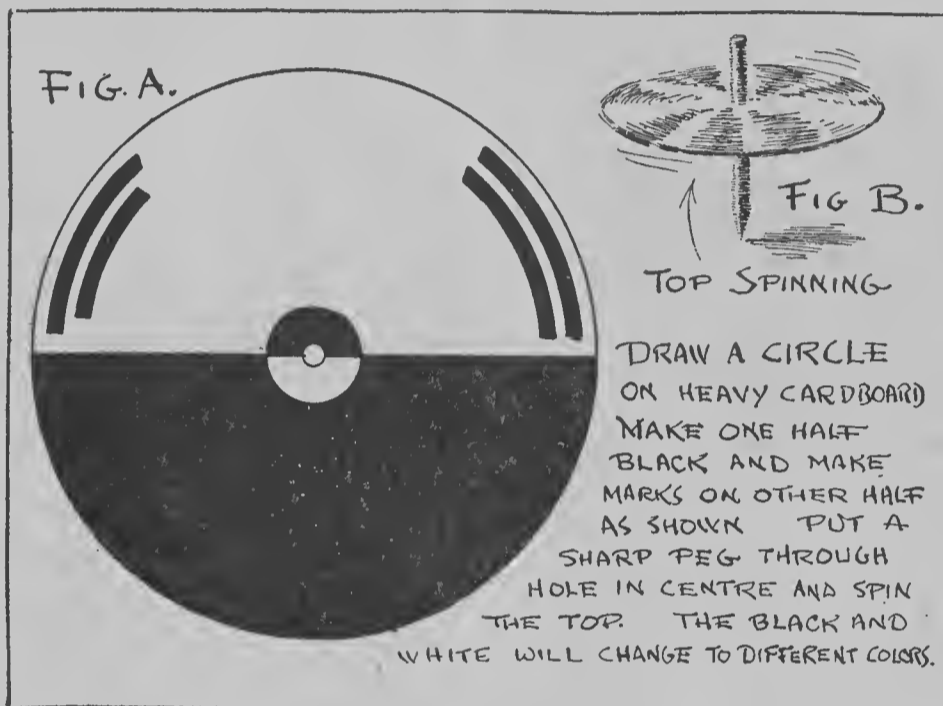 FIG. A.
FIG B.
TOP SPINNING
DRAW A CIRCLE
ON HEAVY CARDBOARD
MAKE ONE HALF
BLACK AND MAKE
MARKS ON OTHER HALF
AS SHOWN PUT A
SHARP PEG THROUGH
HOLE IN CENTRE AND SPIN
THE TOP. THE BLACK AND
WHITE WILL CHANGE TO DIFFERENT COLORS.